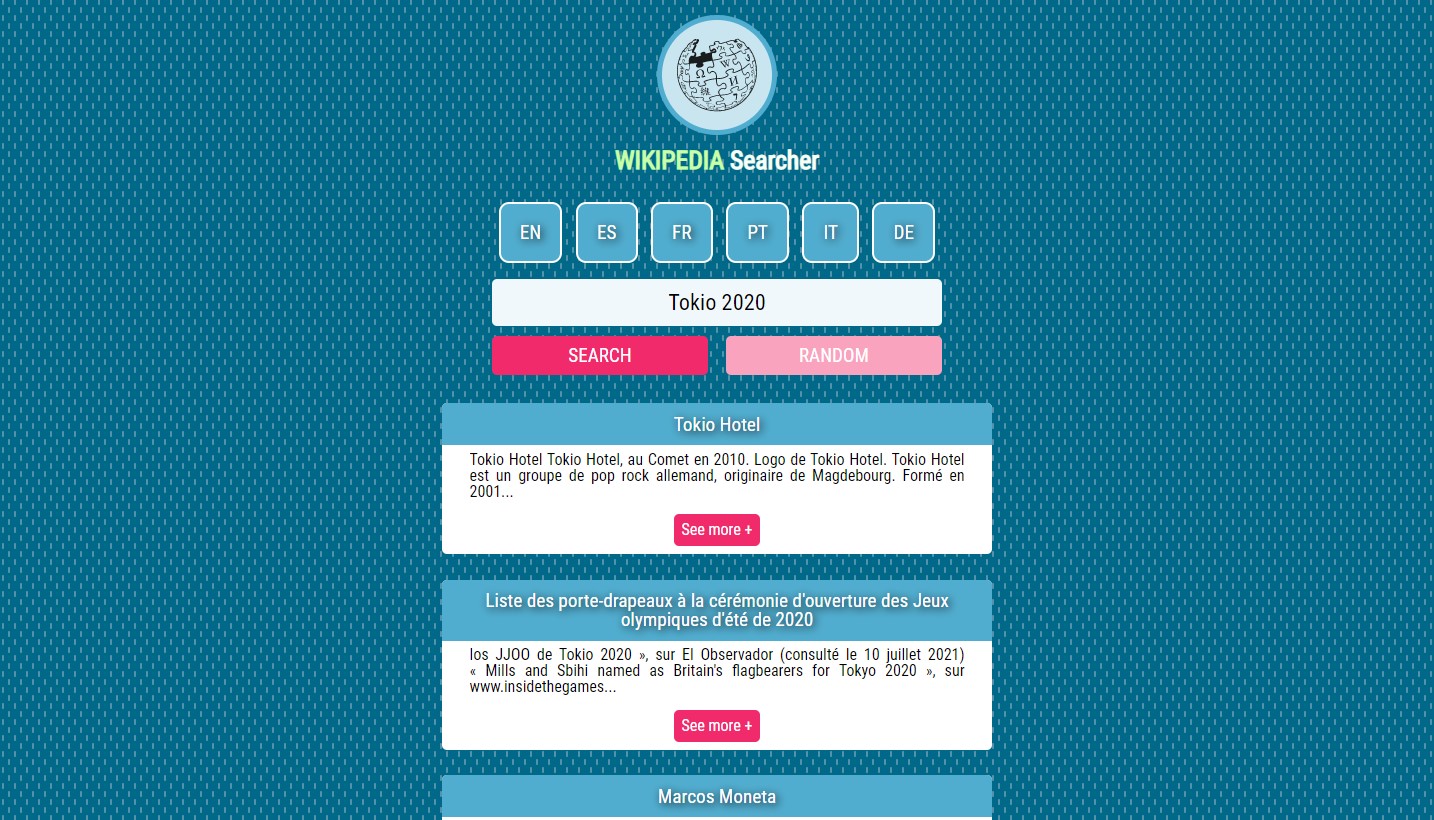 WIKIPEDIA Searcher
EN ES FR PT IT DE
Tokio 2020
SEARCH RANDOM
Tokio Hotel
Tokio Hotel Tokio Hotel, au Comet en 2010. Logo de Tokio Hotel. Tokio Hotel
est un groupe de pop rock allemand, originaire de Magdebourg. Formé en
2001...
See more +
Liste des porte-drapeaux à la cérémonie d'ouverture des Jeux
olympiques d'été de 2020
los JJOO de Tokio 2020 », sur El Observador (consulté le 10 juillet 2021)
« Mills and Sbihi named as Britain's flagbearers for Tokyo 2020 », sur
www.insidethegames...
See more +
Marcos Moneta